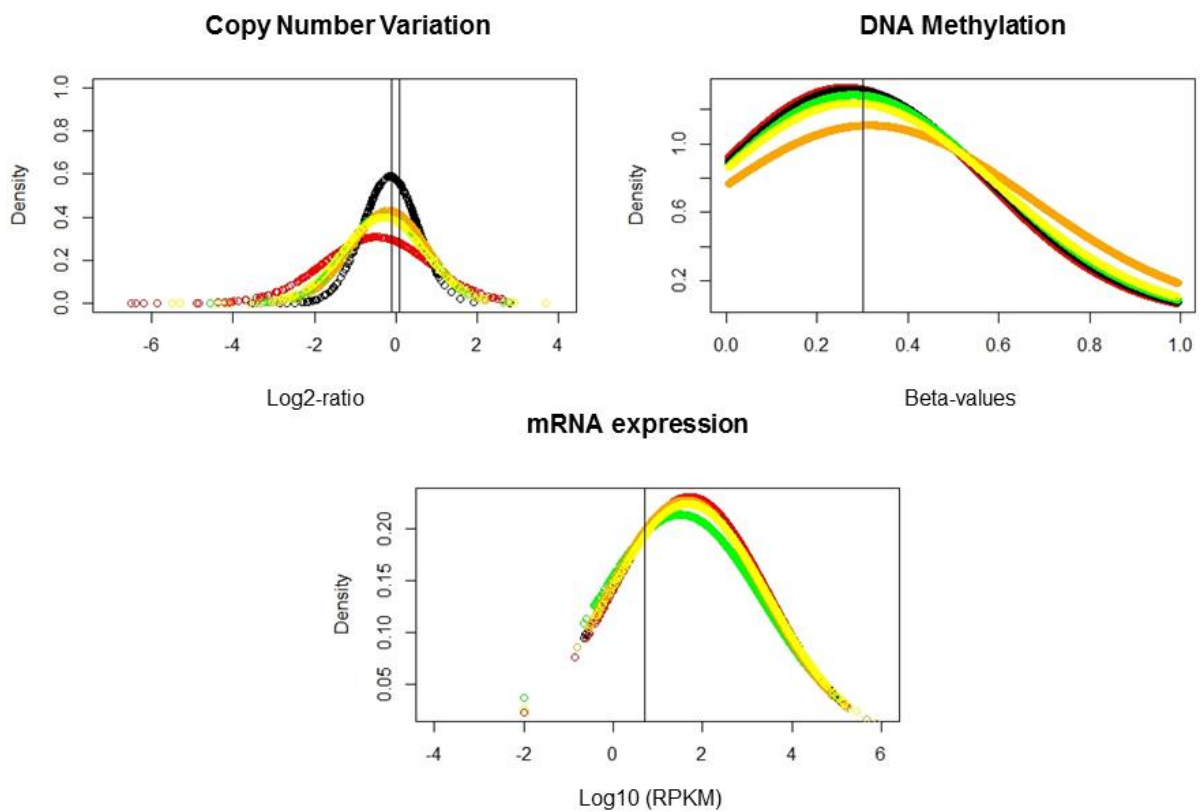 Copy Number Variation
Density
0.0 0.2 0.4 0.6 0.8 1.0
-6 -4 -2 0 2 4
Log2-ratio
DNA Methylation
Density
0.2 0.6 1.0
0.0 0.2 0.4 0.6 0.8 1.0
Beta-values
mRNA expression
Density
0.05 0.10 0.15 0.20
-4 -2 0 2 4 6
Log10 (RPKM)